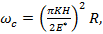 ω_c = (πKH / 2E*)² R,